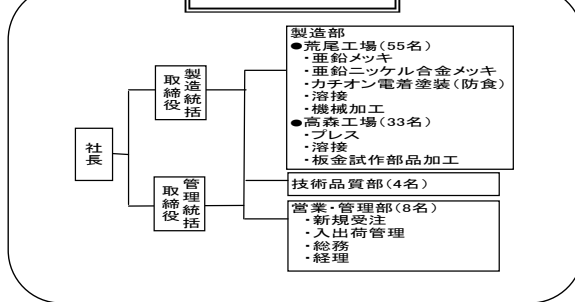 社長
製造統括
取締役
管理統括
取締役
製造部
●荒尾工場(55名)
・亜鉛メッキ
・亜鉛ニッケル合金メッキ
・カチオン電着塗装(防食)
・溶接
・機械加工
●高森工場(33名)
・プレス
・溶接
・板金試作部品加工
技術品質部(4名)
営業・管理部(8名)
・新規受注
・入出荷管理
・総務
・経理